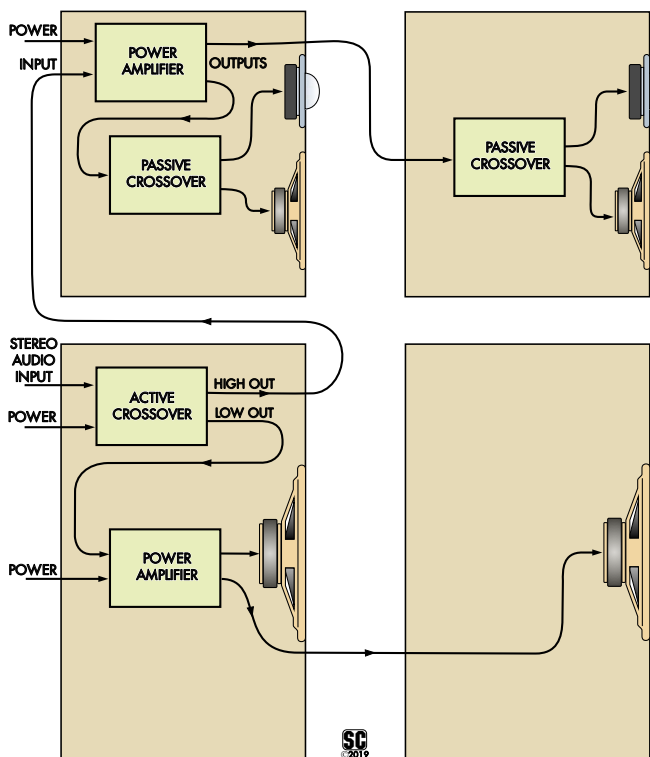 POWER
INPUT
POWER
AMPLIFIER
OUTPUTS
PASSIVE
CROSSOVER
PASSIVE
CROSSOVER
STEREO
AUDIO
INPUT
POWER
ACTIVE
CROSSOVER
HIGH OUT
LOW OUT
POWER
POWER
AMPLIFIER
SC
©2019